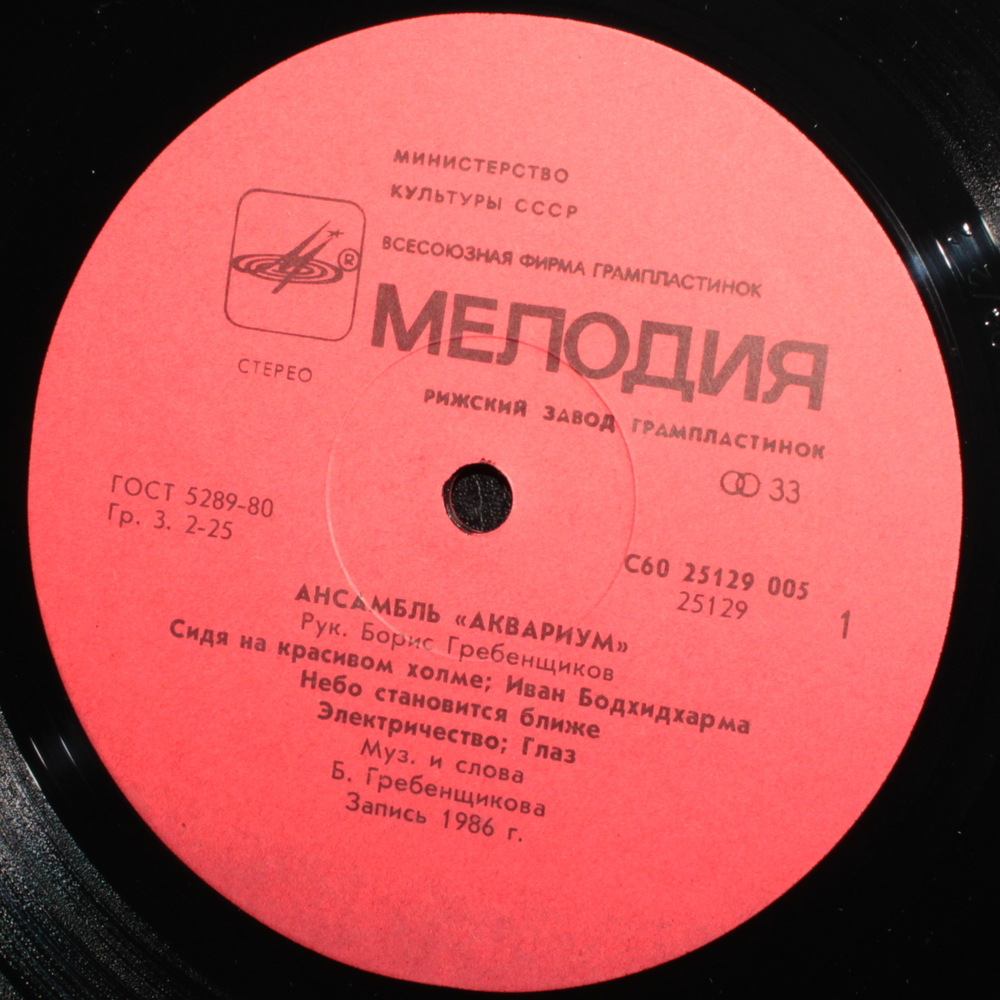 МИНИСТЕРСТВО
КУЛЬТУРЫ СССР
ВСЕСОЮЗНАЯ ФИРМА ГРАМПЛАСТИНОК
МЕЛОДИЯ
®
СТЕРЕО
РИЖСКИЙ ЗАВОД ГРАМПЛАСТИНОК
33
ГОСТ 5289-80
Гр. 3. 2-25
С60 25129 005
25129
1
АНСАМБЛЬ «АКВАРИУМ»
Рук. Борис Гребенщиков
Сидя на красивом холме; Иван Бодхидхарма
Небо становится ближе
Электричество; Глаз
Муз. и слова
Б. Гребенщикова
Запись 1986 г.